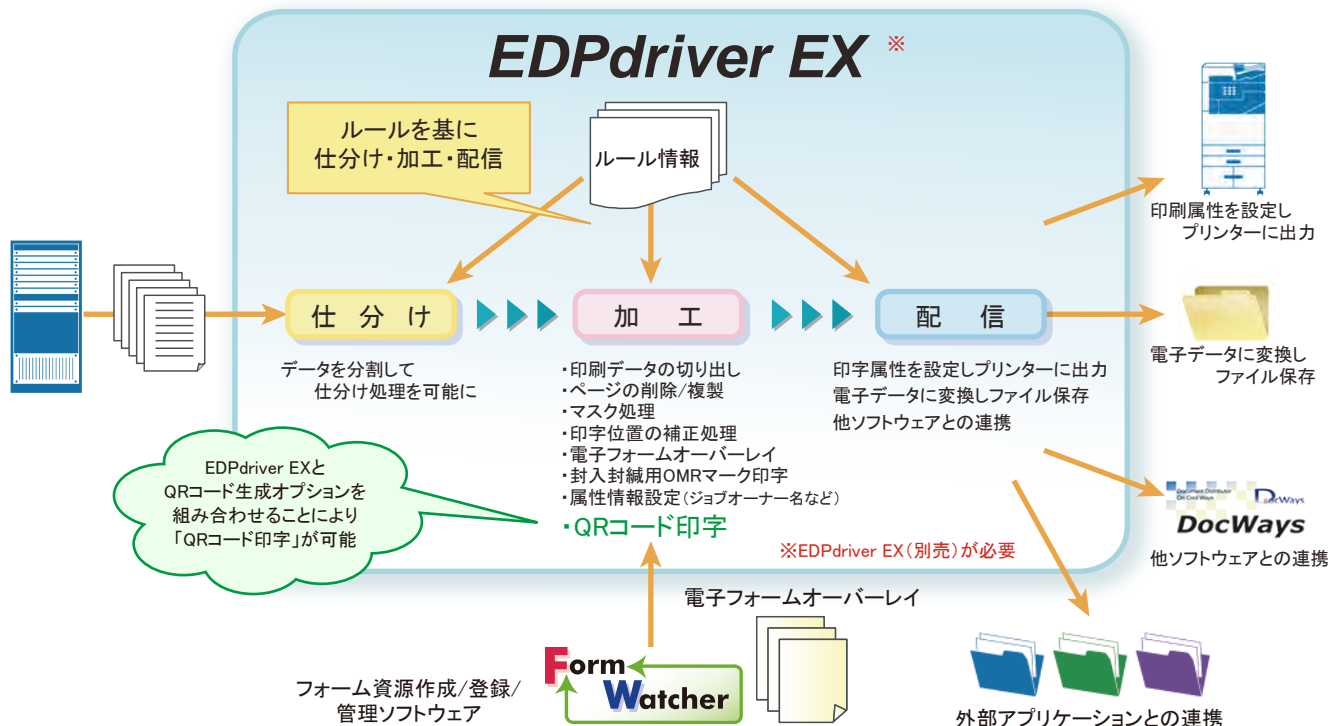 EDPdriver EX ※
ルールを基に
仕分け・加工・配信
ルール情報
印刷属性を設定し
プリンターに出力
仕 分 け
加 工
配 信
データを分割して
仕分け処理を可能に
・印刷データの切り出し
・ページの削除/複製
・マスク処理
・印字位置の補正処理
・電子フォームオーバーレイ
・封入封緘用OMRマーク印字
・属性情報設定(ジョブオーナー名など)
・QRコード印字
印字属性を設定しプリンターに出力
電子データに変換しファイル保存
他ソフトウェアとの連携
電子データに変換し
ファイル保存
EDPdriver EXと
QRコード生成オプションを
組み合わせることにより
「QRコード印字」が可能
※EDPdriver EX(別売)が必要
Document Distributor
On Cool Ways
DocWays
DocWays
他ソフトウェアとの連携
電子フォームオーバーレイ
フォーム資源作成/登録/
管理ソフトウェア
Form
Watcher
外部アプリケーションとの連携